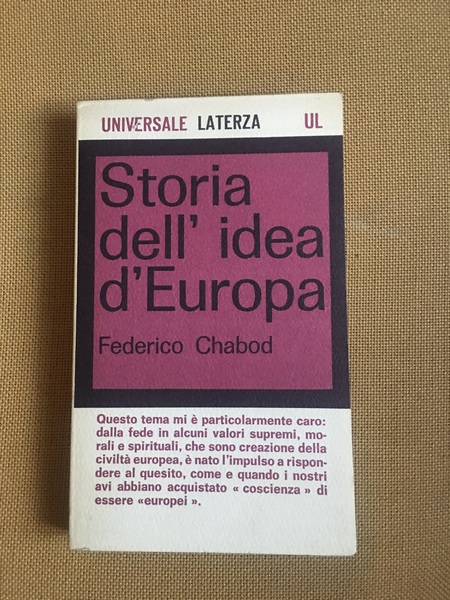 UNIVERSALE LATERZA UL
Storia
dell' idea
d'Europa
Federico Chabod
Questo tema mi è particolarmente caro:
dalla fede in alcuni valori supremi, mo-
rali e spirituali, che sono creazione della
civiltà europea, è nato l'impulso a rispon-
dere al quesito, come e quando i nostri
avi abbiano acquistato « coscienza » di
essere «europei ».